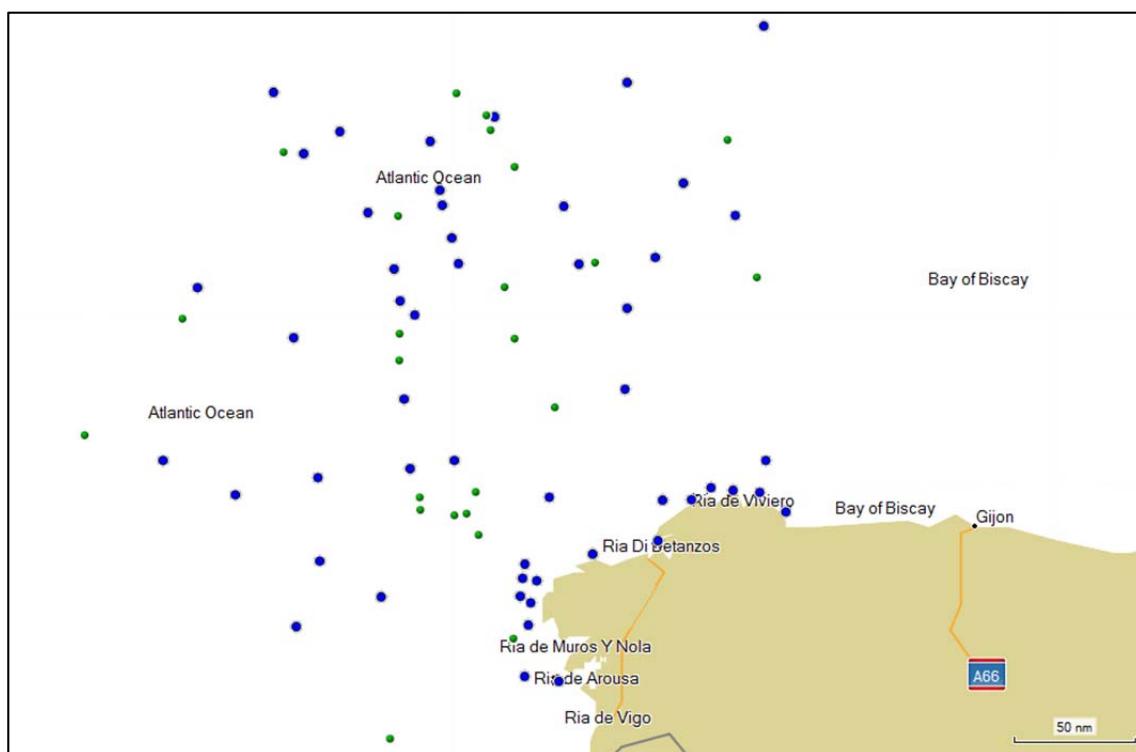 Atlantic Ocean
Bay of Biscay
Atlantic Ocean
Ria de Viviero
Bay of Biscay
Gijon
Ria Di Betanzos
Ria de Muros Y Nola
Ria de Arousa
A66
Ria de Vigo
50 nm